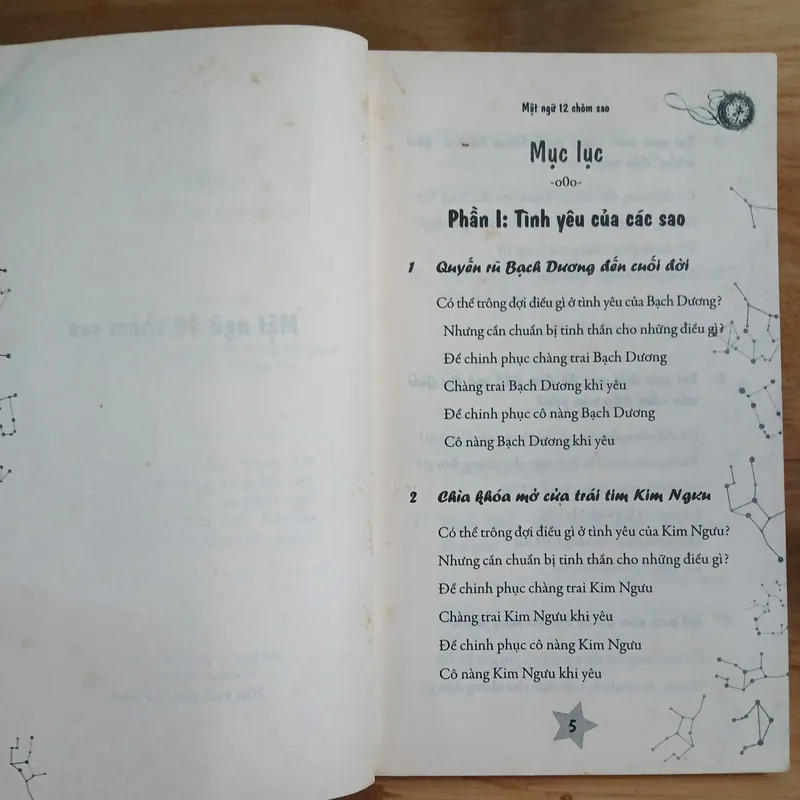 Mật ngữ 12 chòm sao
Mật ngữ 12 chòm sao
Mục lục
-o0o-
Phần I: Tình yêu của các sao
1 Quyến rũ Bạch Dương đến cuối đời
Có thể trông đợi điều gì ở tình yêu của Bạch Dương?
Nhưng cần chuẩn bị tinh thần cho những điều gì?
Để chinh phục chàng trai Bạch Dương
Chàng trai Bạch Dương khi yêu
Để chinh phục cô nàng Bạch Dương
Cô nàng Bạch Dương khi yêu
2 Chìa khóa mở cửa trái tim Kim Ngưu
Có thể trông đợi điều gì ở tình yêu của Kim Ngưu?
Nhưng cần chuẩn bị tinh thần cho những điều gì?
Để chinh phục chàng trai Kim Ngưu
Chàng trai Kim Ngưu khi yêu
Để chinh phục cô nàng Kim Ngưu
Cô nàng Kim Ngưu khi yêu
5